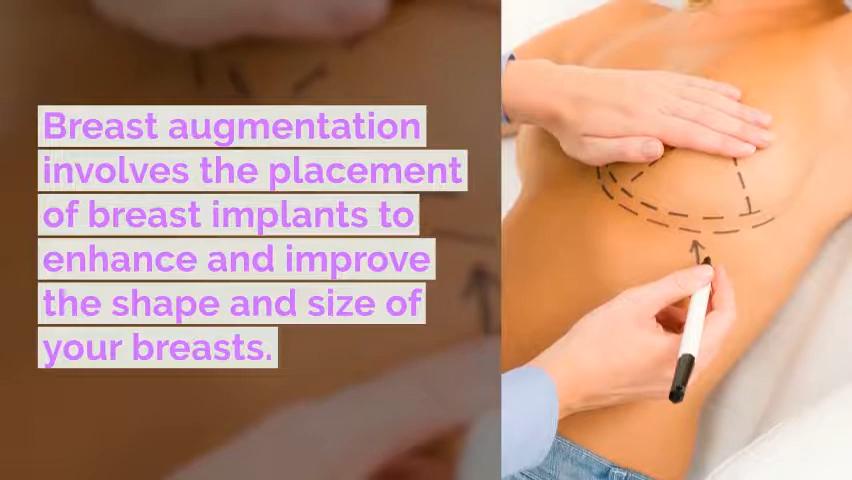 Breast augmentation
involves the placement
of breast implants to
enhance and improve
the shape and size of
your breasts.